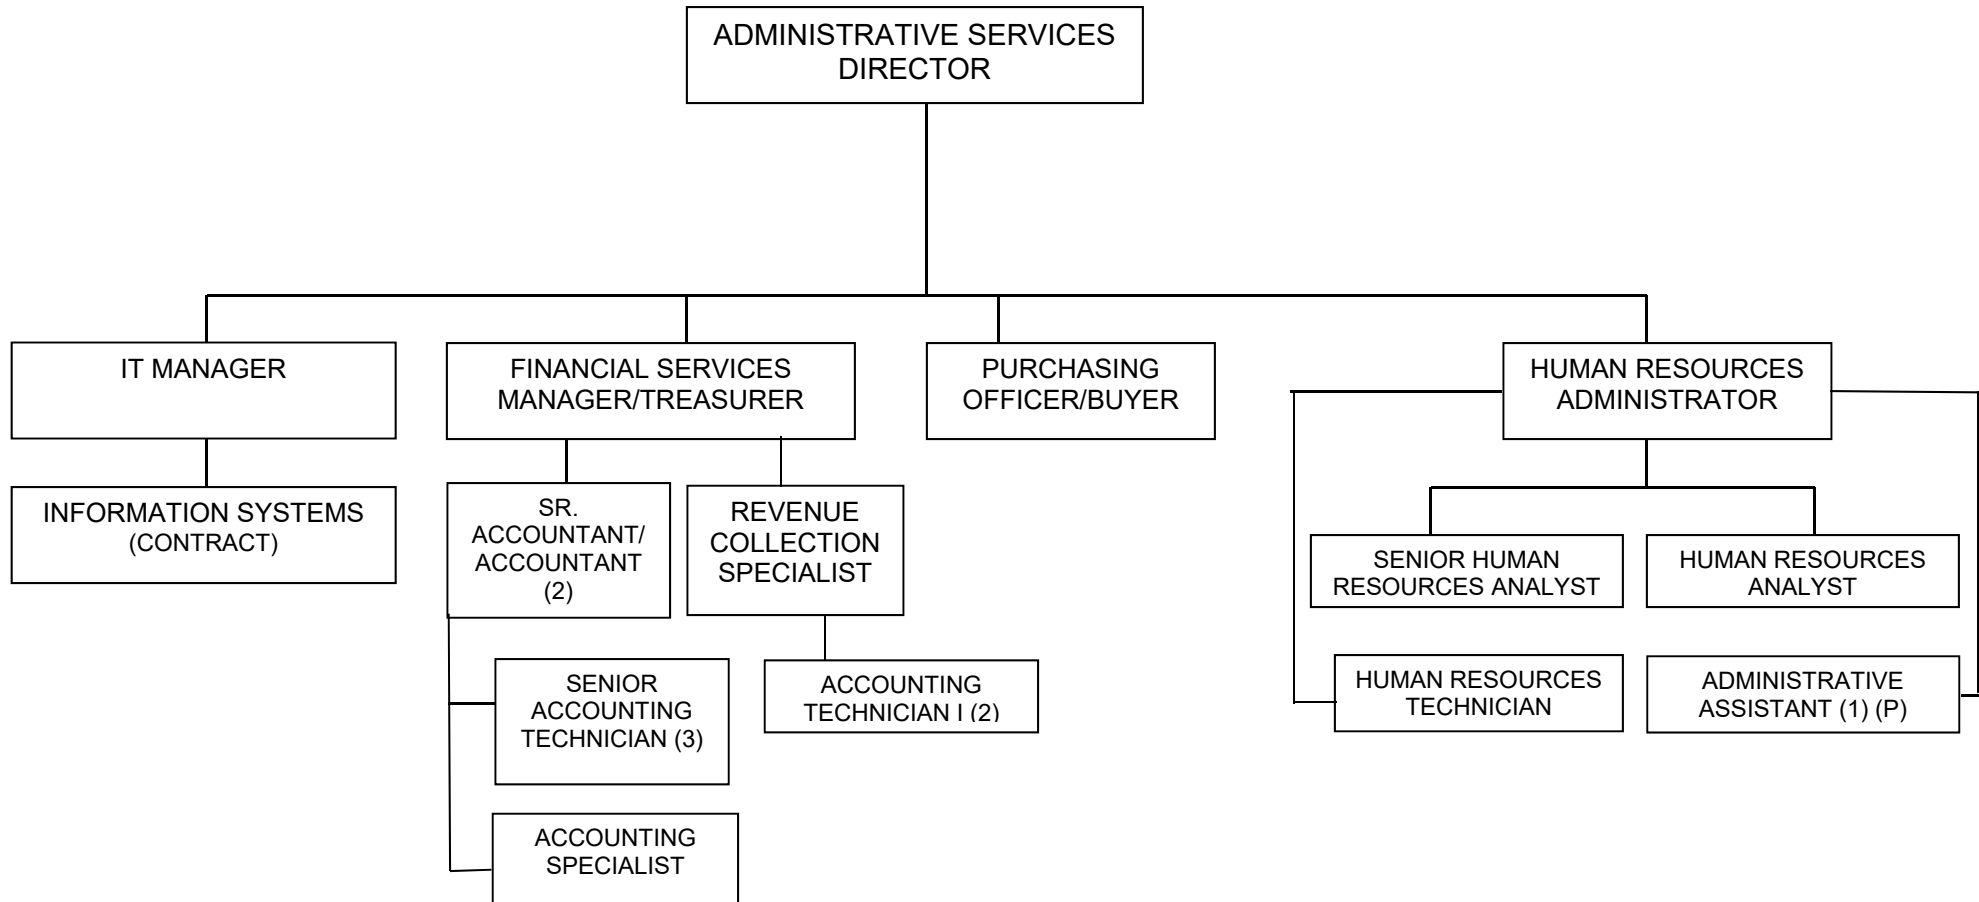 ADMINISTRATIVE SERVICES
DIRECTOR
IT MANAGER
FINANCIAL SERVICES
MANAGER/TREASURER
PURCHASING
OFFICER/BUYER
HUMAN RESOURCES
ADMINISTRATOR
INFORMATION SYSTEMS
(CONTRACT)
SR.
ACCOUNTANT/
ACCOUNTANT
(2)
REVENUE
COLLECTION
SPECIALIST
SENIOR HUMAN
RESOURCES ANALYST
HUMAN RESOURCES
ANALYST
SENIOR
ACCOUNTING
TECHNICIAN (3)
ACCOUNTING
TECHNICIAN I (2)
HUMAN RESOURCES
TECHNICIAN
ADMINISTRATIVE
ASSISTANT (1) (P)
ACCOUNTING
SPECIALIST